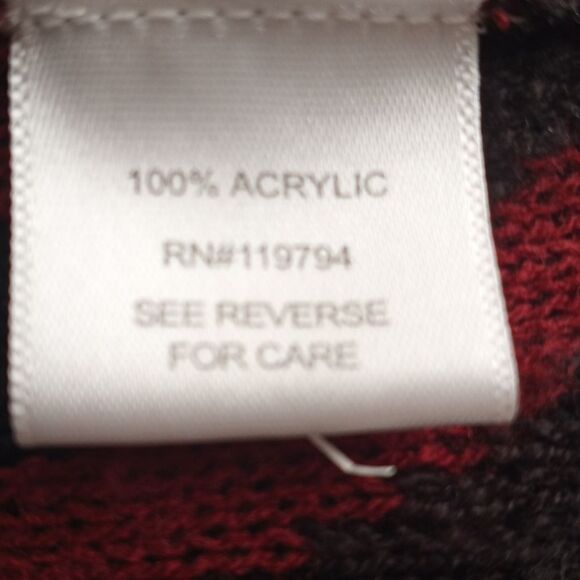 100% ACRYLIC
RN#119794
SEE REVERSE
FOR CARE